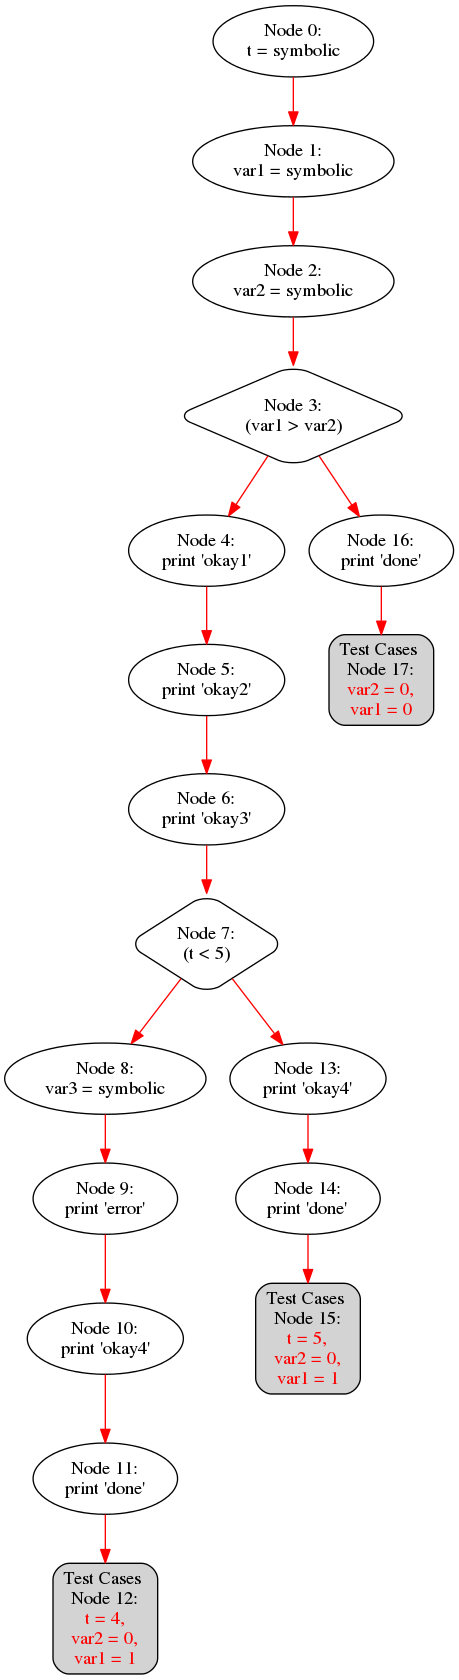 Node 0:
t = symbolic
Node 1:
var1 = symbolic
Node 2:
var2 = symbolic
Node 3:
(var1 > var2)
Node 4:
print 'okay1'
Node 16:
print 'done'
Test Cases
Node 17:
var2 = 0,
var1 = 0
Node 5:
print 'okay2'
Node 6:
print 'okay3'
Node 7:
(t < 5)
Node 8:
var3 = symbolic
Node 13:
print 'okay4'
Node 9:
print 'error'
Node 14:
print 'done'
Node 10:
print 'okay4'
Test Cases
Node 15:
t = 5,
var2 = 0,
var1 = 1
Node 11:
print 'done'
Test Cases
Node 12:
t = 4,
var2 = 0,
var1 = 1